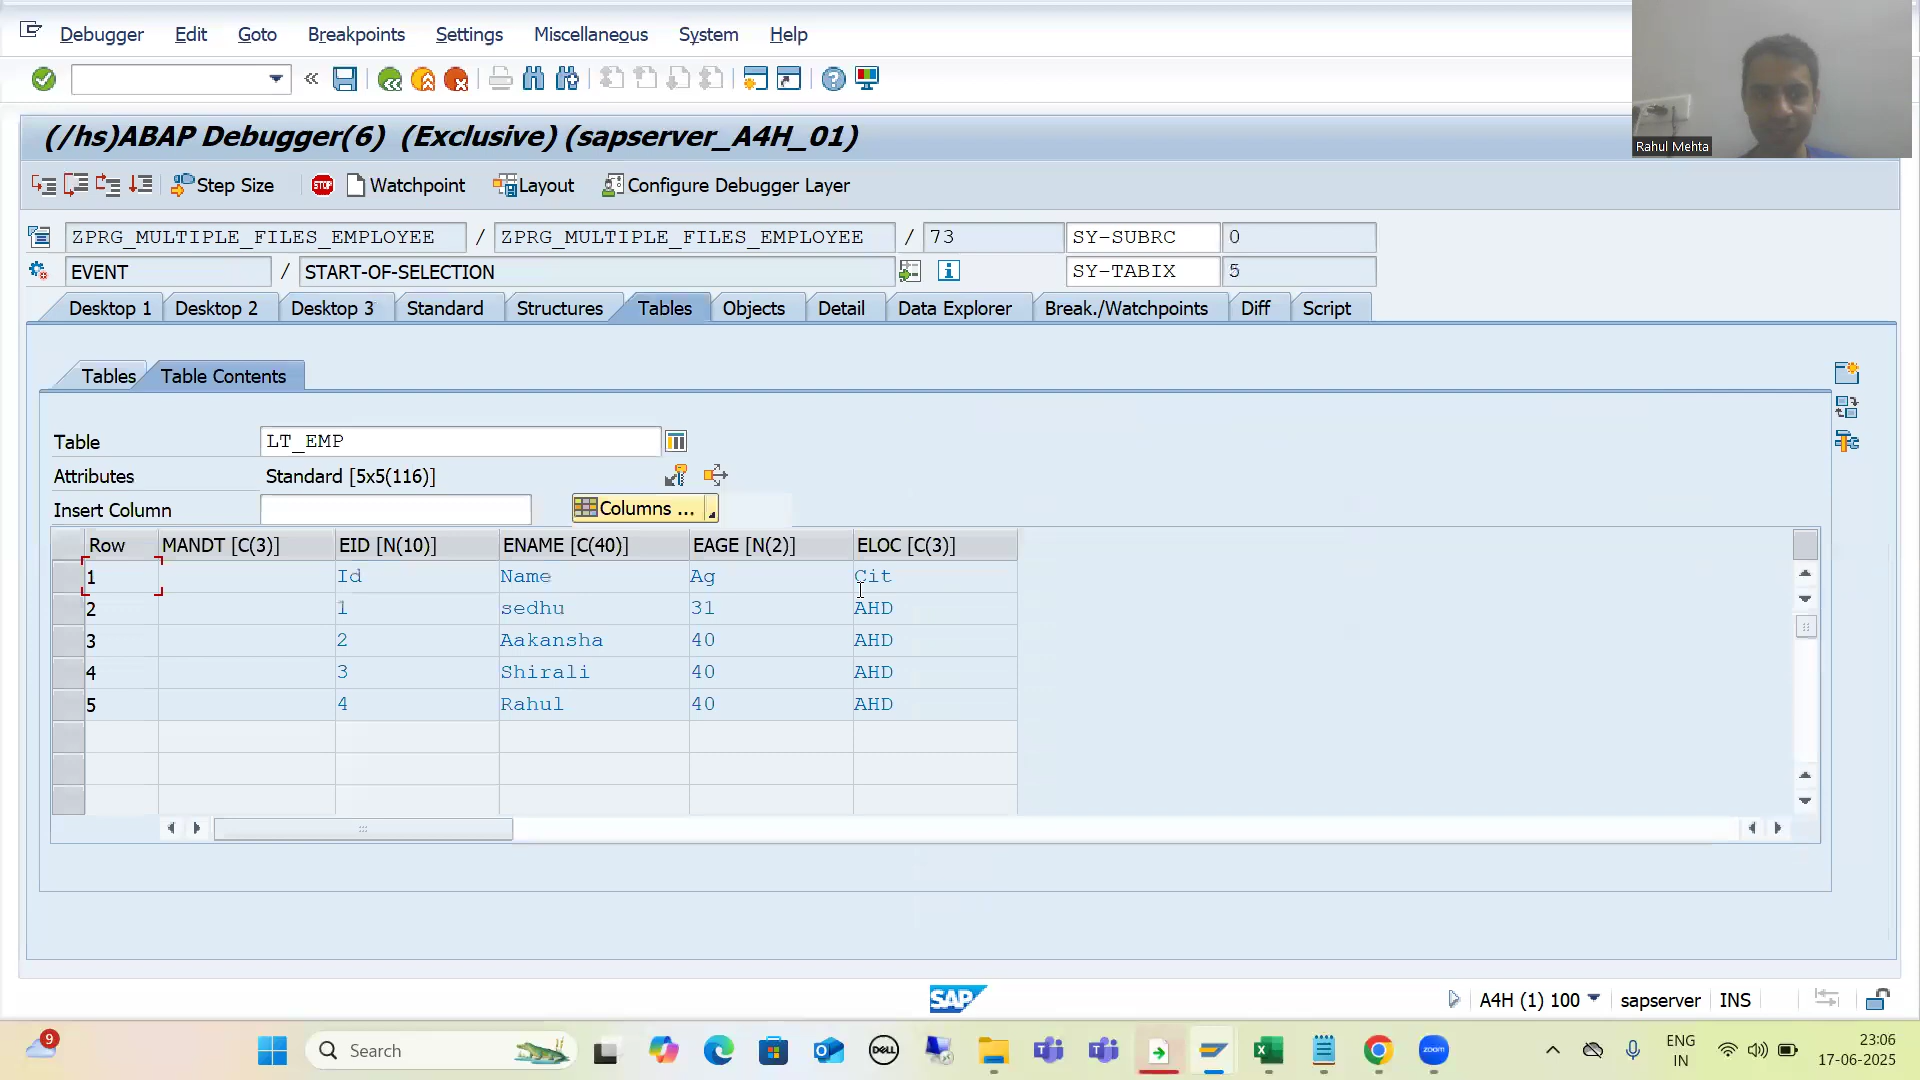 Debugger Edit Goto Breakpoints Settings Miscellaneous System Help
Rahul Mehta
(/hs)ABAP Debugger(6) (Exclusive) (sapserver_A4H_01)
Step Size STOP Watchpoint Layout Configure Debugger Layer
ZPRG_MULTIPLE_FILES_EMPLOYEE / ZPRG_MULTIPLE_FILES_EMPLOYEE / 73 SY-SUBRC 0
EVENT / START-OF-SELECTION SY-TABIX 5
Desktop 1 Desktop 2 Desktop 3 Standard Structures Tables Objects Detail Data Explorer Break./Watchpoints Diff Script
Tables Table Contents
Table LT_EMP
Attributes Standard [5x5(116)]
Insert Column Columns ...
Row MANDT [C(3)] EID [N(10)] ENAME [C(40)] EAGE [N(2)] ELOC [C(3)]
1 Id Name Ag Cit
2 1 sedhu 31 AHD
3 2 Aakansha 40 AHD
4 3 Shirali 40 AHD
5 4 Rahul 40 AHD
SAP A4H (1) 100 sapserver INS
9 Search DELL zoom ENG 23:06
IN 17-06-2025